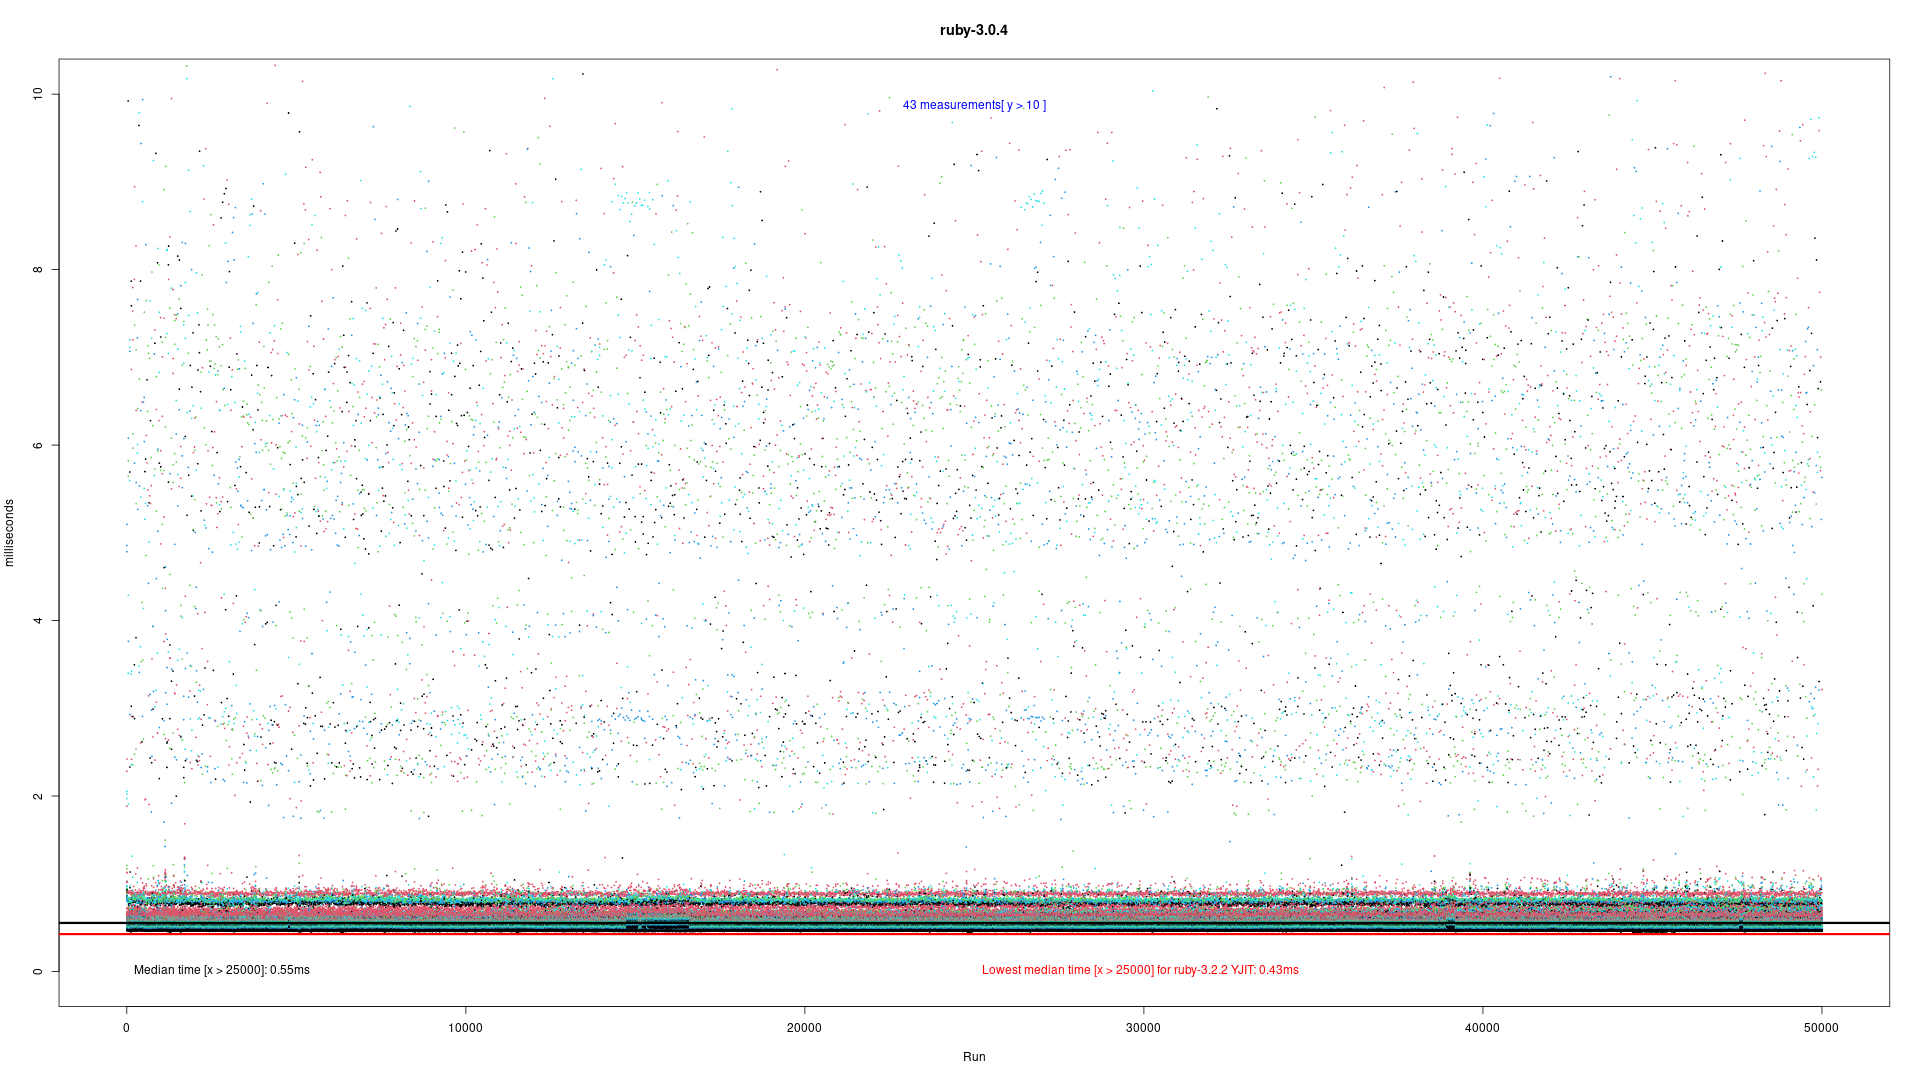 ruby-3.0.4
43 measurements[ y > 10 ]
milliseconds
10
8
6
4
2
0
Median time [x > 25000]: 0.55ms
Lowest median time [x > 25000] for ruby-3.2.2 YJIT: 0.43ms
0
10000
20000
30000
40000
50000
Run